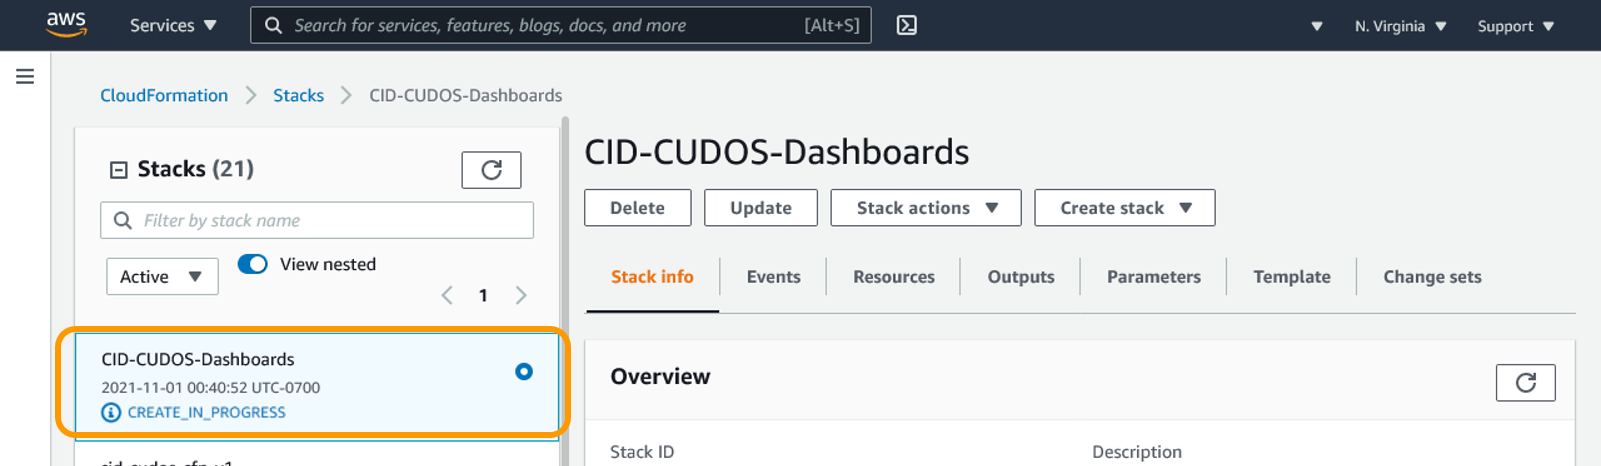 aws Services Search for services, features, blogs, docs, and more [Alt+S] N. Virginia Support
CloudFormation Stacks CID-CUDOS-Dashboards
Stacks (21)
Filter by stack name
Active View nested
1
CID-CUDOS-Dashboards
2021-11-01 00:40:52 UTC-0700
CREATE_IN_PROGRESS
CID-CUDOS-Dashboards
Delete Update Stack actions Create stack
Stack info Events Resources Outputs Parameters Template Change sets
Overview
Stack ID Description